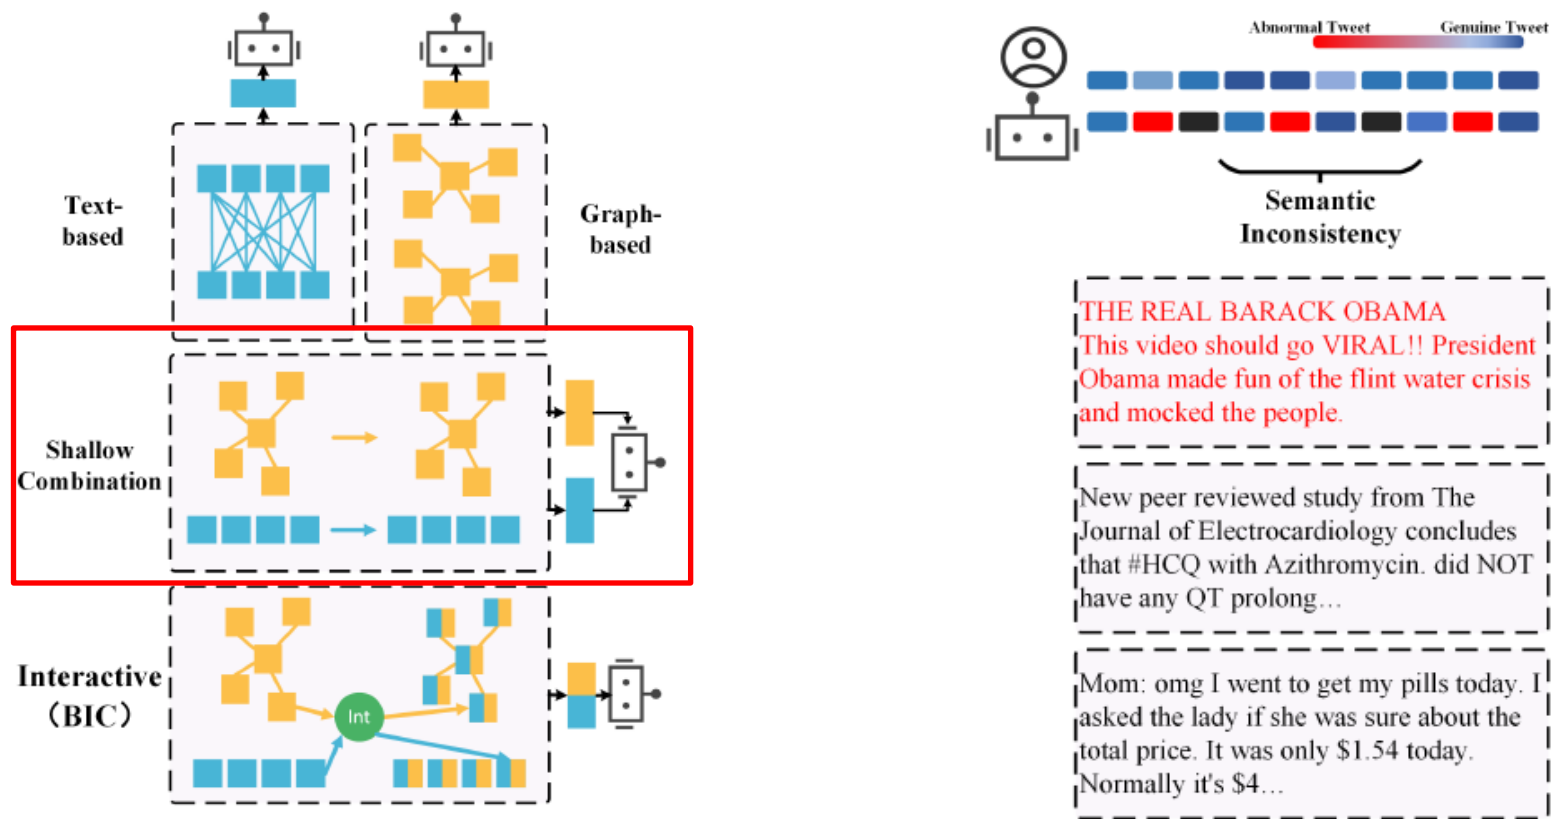 Text-
based
Graph-
based
Shallow
Combination
Interactive
（BIC）
Int
Abnormal Tweet
Genuine Tweet
Semantic
Inconsistency
THE REAL BARACK OBAMA
This video should go VIRAL!! President
Obama made fun of the flint water crisis
and mocked the people.
New peer reviewed study from The
Journal of Electrocardiology concludes
that #HCQ with Azithromycin. did NOT
have any QT prolong…
Mom: omg I went to get my pills today. I
asked the lady if she was sure about the
total price. It was only $1.54 today.
Normally it's $4…